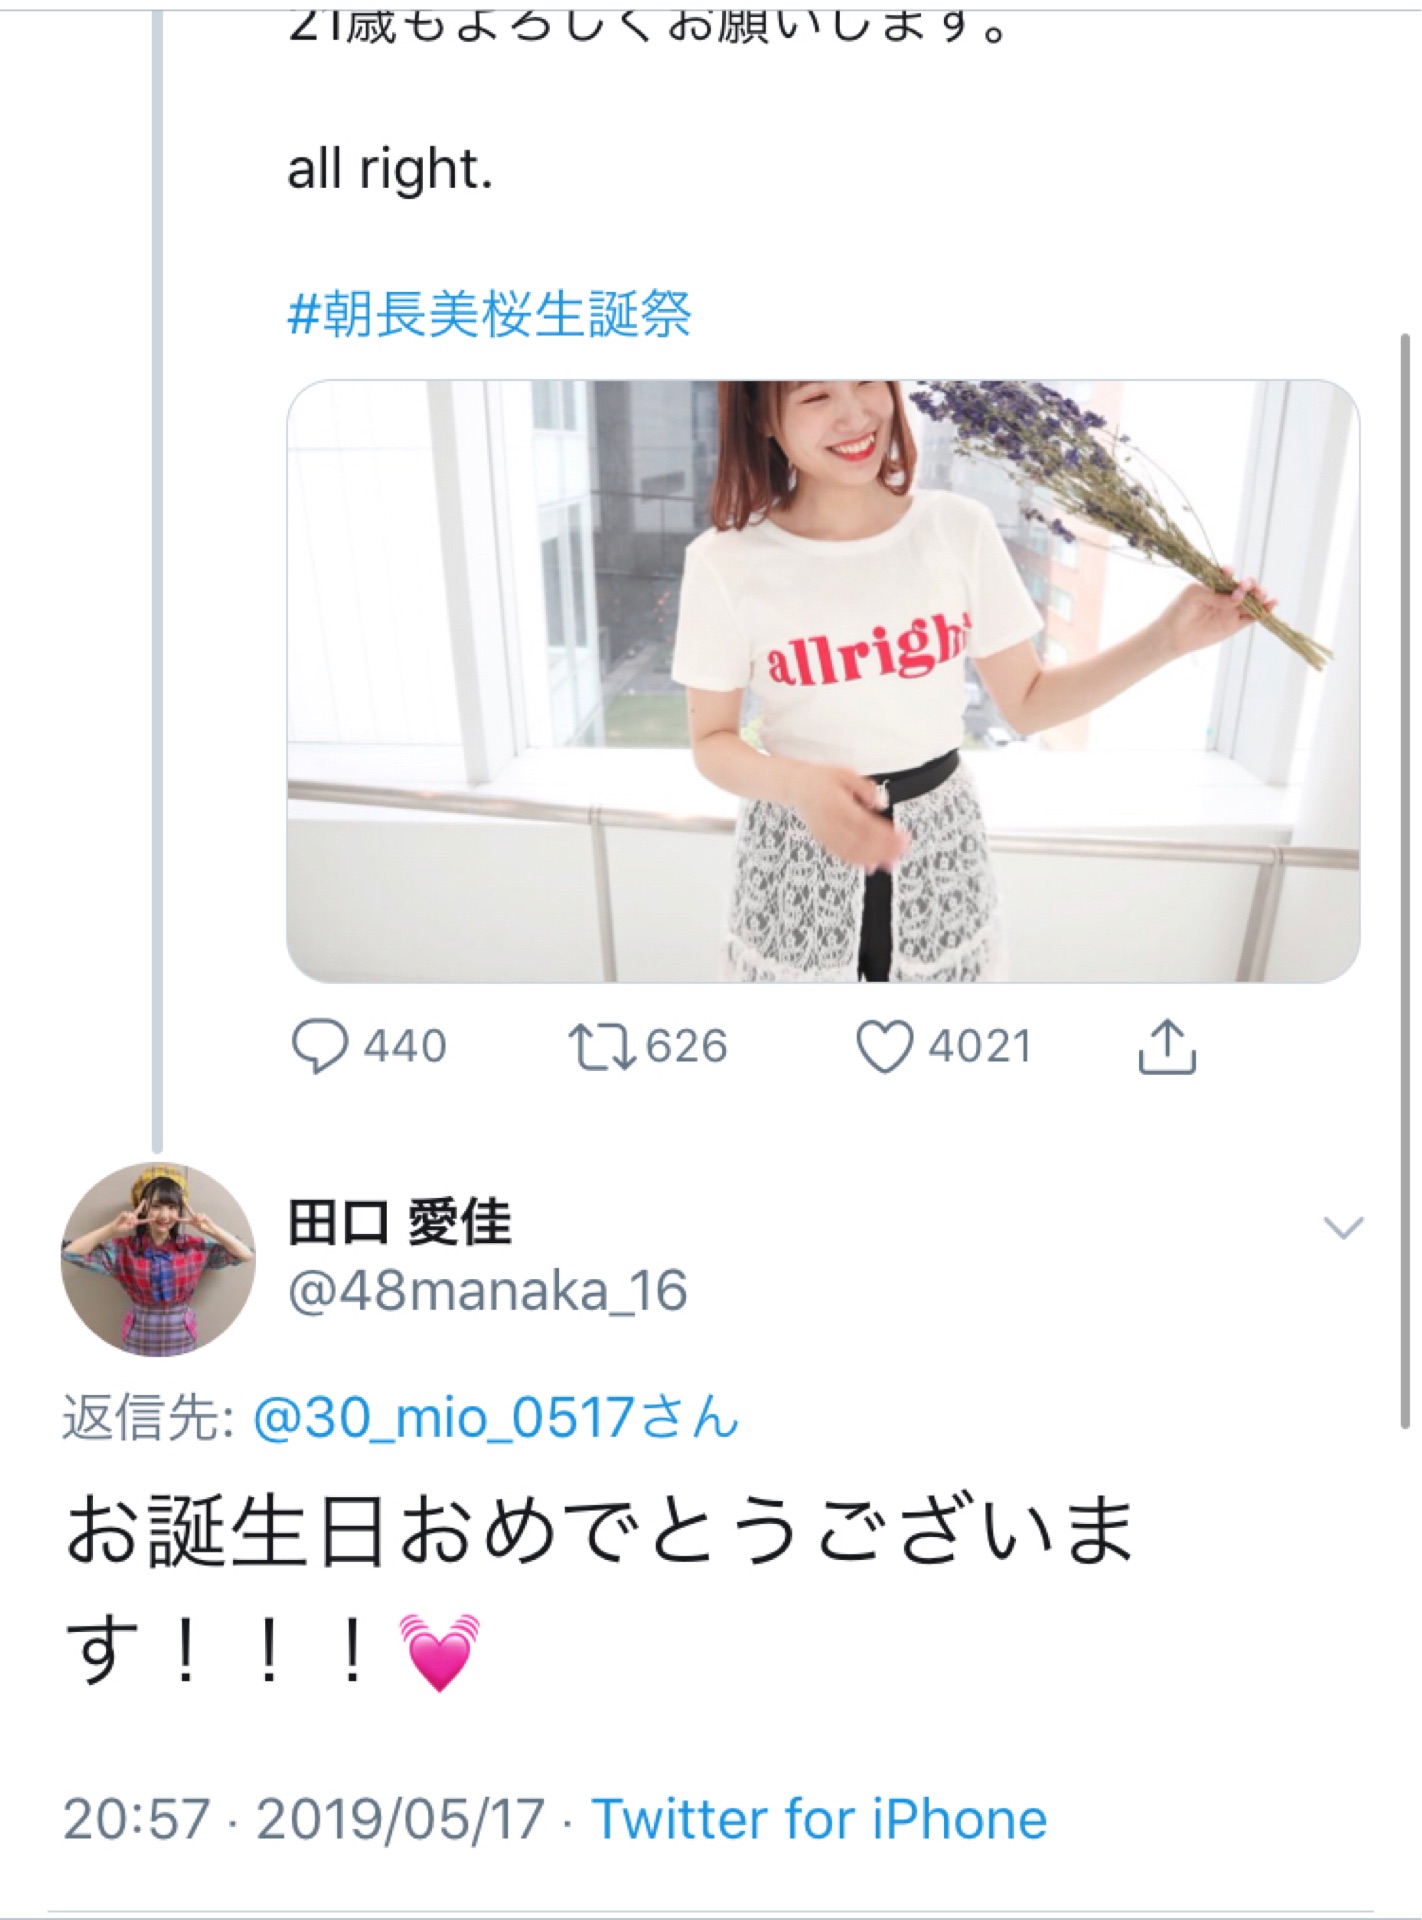 21歳もよろしくお願いします。
all right.
#朝長美桜生誕祭
allright
440 626 4021
田口 愛佳
@48manaka_16
返信先: @30_mio_0517さん
お誕生日おめでとうございま
す！！！💓
20:57 · 2019/05/17 · Twitter for iPhone